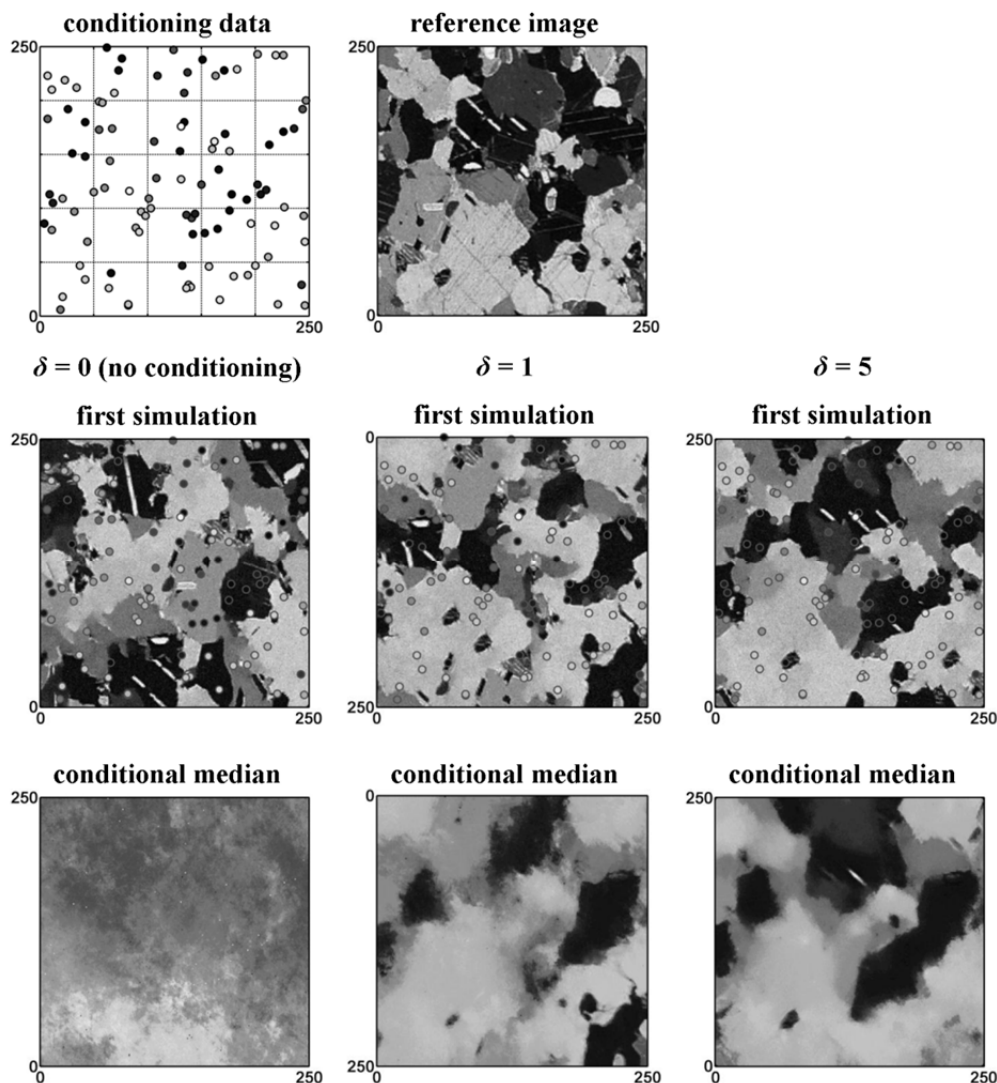 conditioning data
reference image
250
250
0
250
0
250
0
0
δ = 0 (no conditioning)
δ = 1
δ = 5
first simulation
first simulation
first simulation
250
0
250
0
250
0
0
250
0
250
0
250
conditional median
conditional median
conditional median
250
0
250
0
250
0
0
250
0
250
0
250